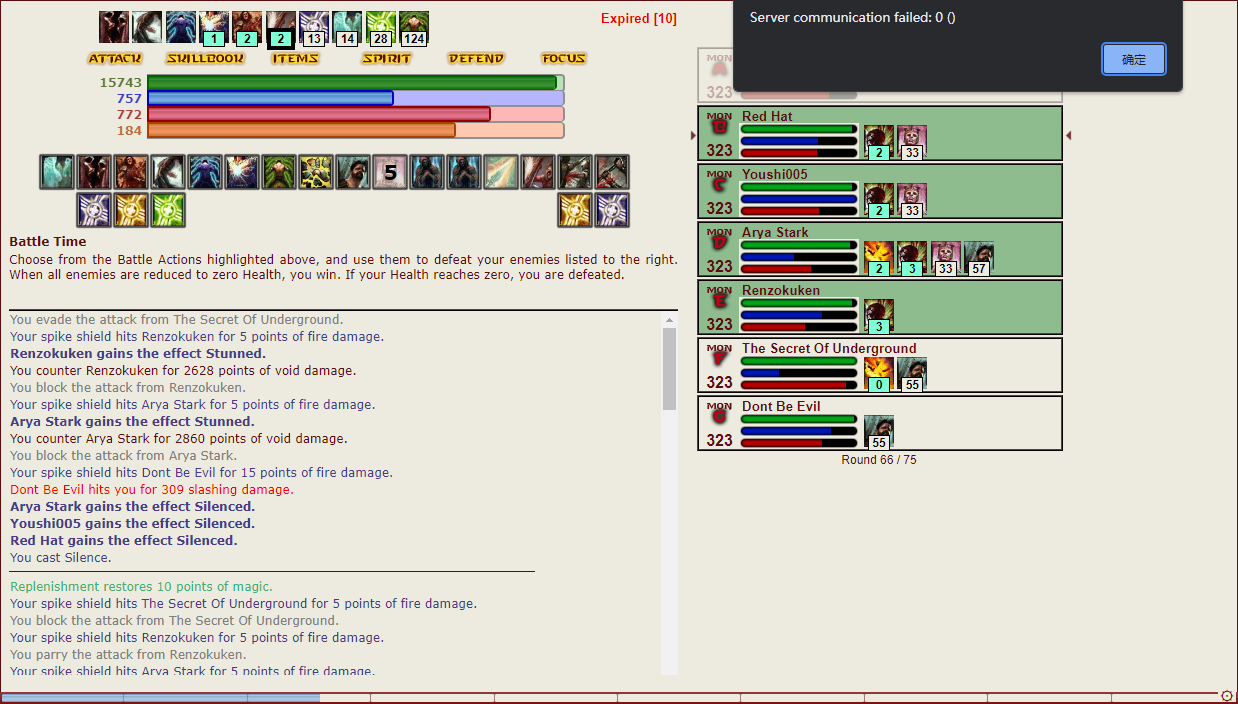 1
2
2
13
14
28
124
Expired [10]
Server communication failed: 0 ()
确定
ATTACK SKILLBOOK ITEMS SPIRIT DEFEND FOCUS
15743
757
772
184
5
Battle Time
Choose from the Battle Actions highlighted above, and use them to defeat your enemies listed to the right.
When all enemies are reduced to zero Health, you win. If your Health reaches zero, you are defeated.
You evade the attack from The Secret Of Underground.
Your spike shield hits Renzokuken for 5 points of fire damage.
Renzokuken gains the effect Stunned.
You counter Renzokuken for 2628 points of void damage.
You block the attack from Renzokuken.
Your spike shield hits Arya Stark for 5 points of fire damage.
Arya Stark gains the effect Stunned.
You counter Arya Stark for 2860 points of void damage.
You block the attack from Arya Stark.
Your spike shield hits Dont Be Evil for 15 points of fire damage.
Dont Be Evil hits you for 309 slashing damage.
Arya Stark gains the effect Silenced.
Youshi005 gains the effect Silenced.
Red Hat gains the effect Silenced.
You cast Silence.
Replenishment restores 10 points of magic.
Your spike shield hits The Secret Of Underground for 5 points of fire damage.
You block the attack from The Secret Of Underground.
Your spike shield hits Renzokuken for 5 points of fire damage.
You parry the attack from Renzokuken.
Your spike shield hits Arya Stark for 5 points of fire damage.
MON
A
323
MON Red Hat
B
323 2 33
MON Youshi005
C
323 2 33
MON Arya Stark
D
323 2 3 33 57
MON Renzokuken
E
323 3
MON The Secret Of Underground
F
323 0 55
MON Dont Be Evil
G
323 55
Round 66 / 75